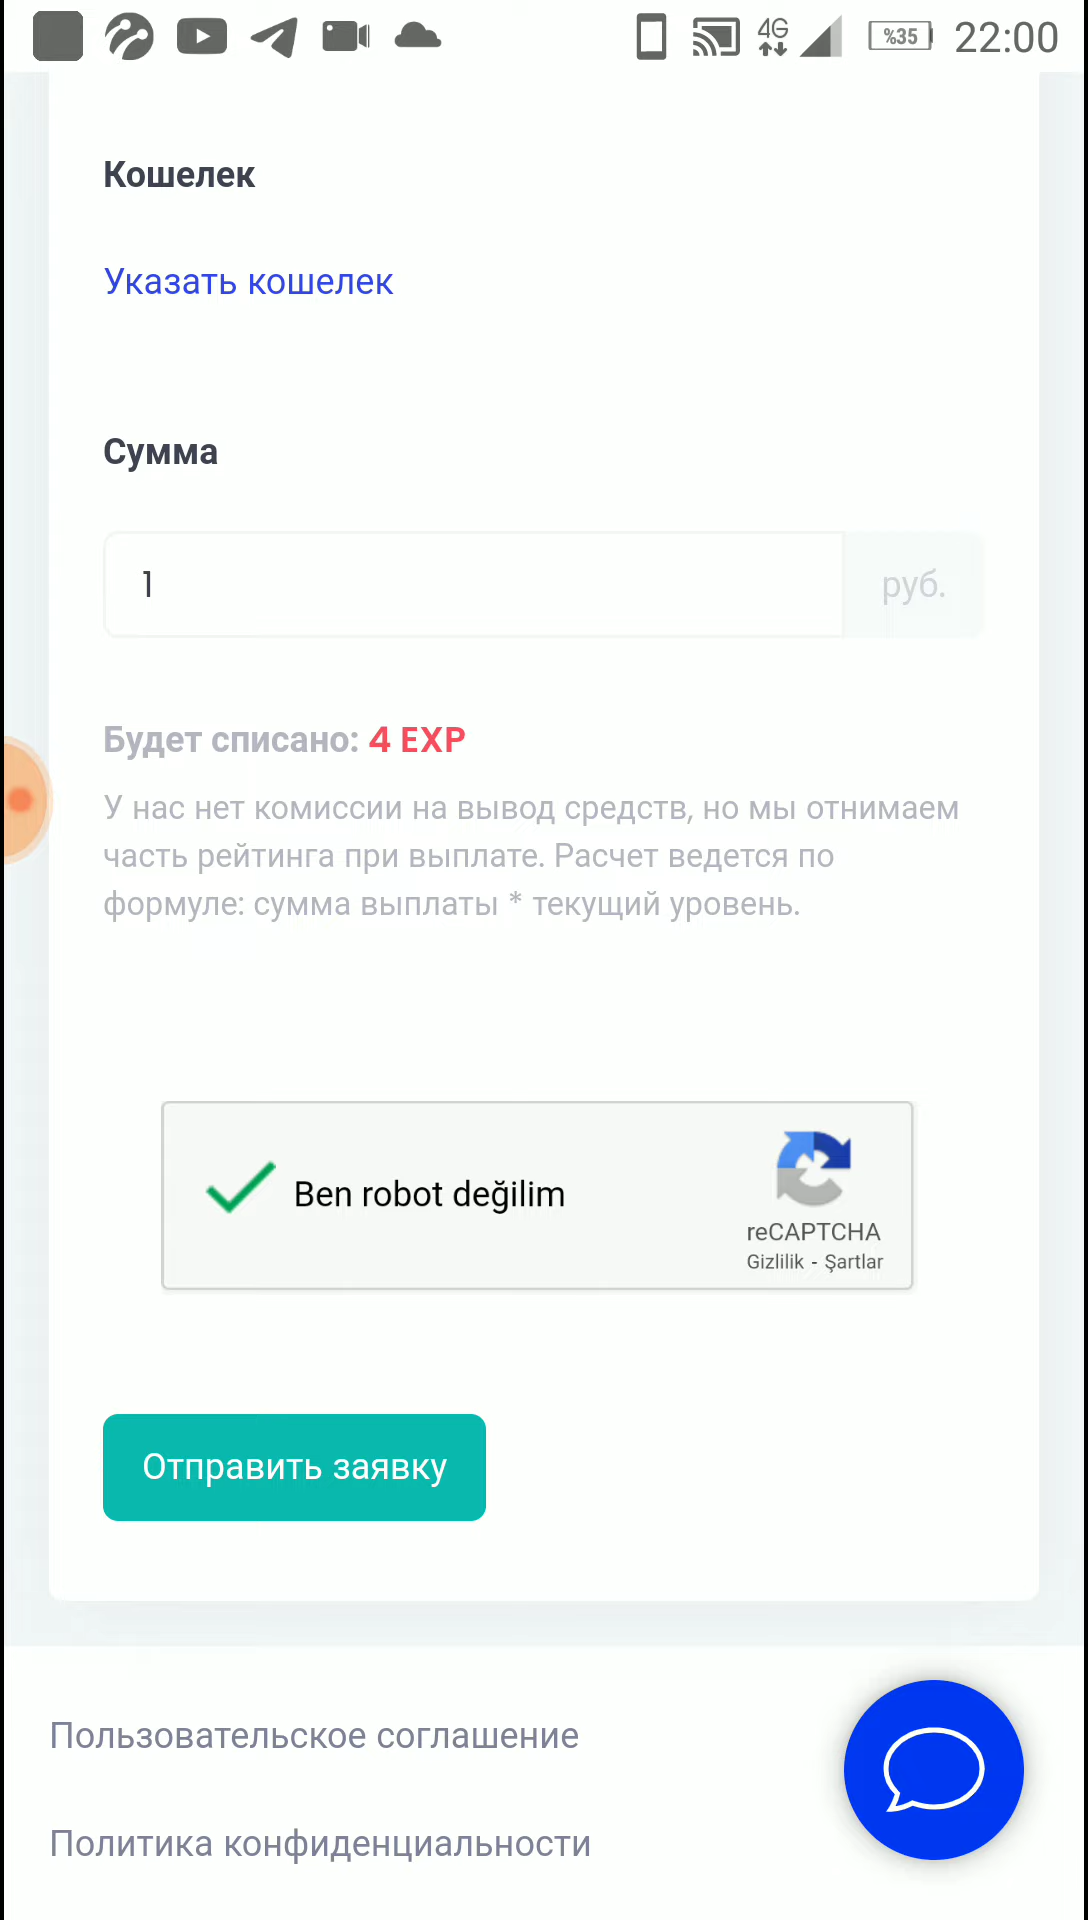 4G %35 22:00
Кошелек
Указать кошелек
Сумма
1 руб.
Будет списано: 4 EXP
У нас нет комиссии на вывод средств, но мы отнимаем
часть рейтинга при выплате. Расчет ведется по
формуле: сумма выплаты * текущий уровень.
Ben robot değilim
reCAPTCHA
Gizlilik - Şartlar
Отправить заявку
Пользовательское соглашение
Политика конфиденциальности